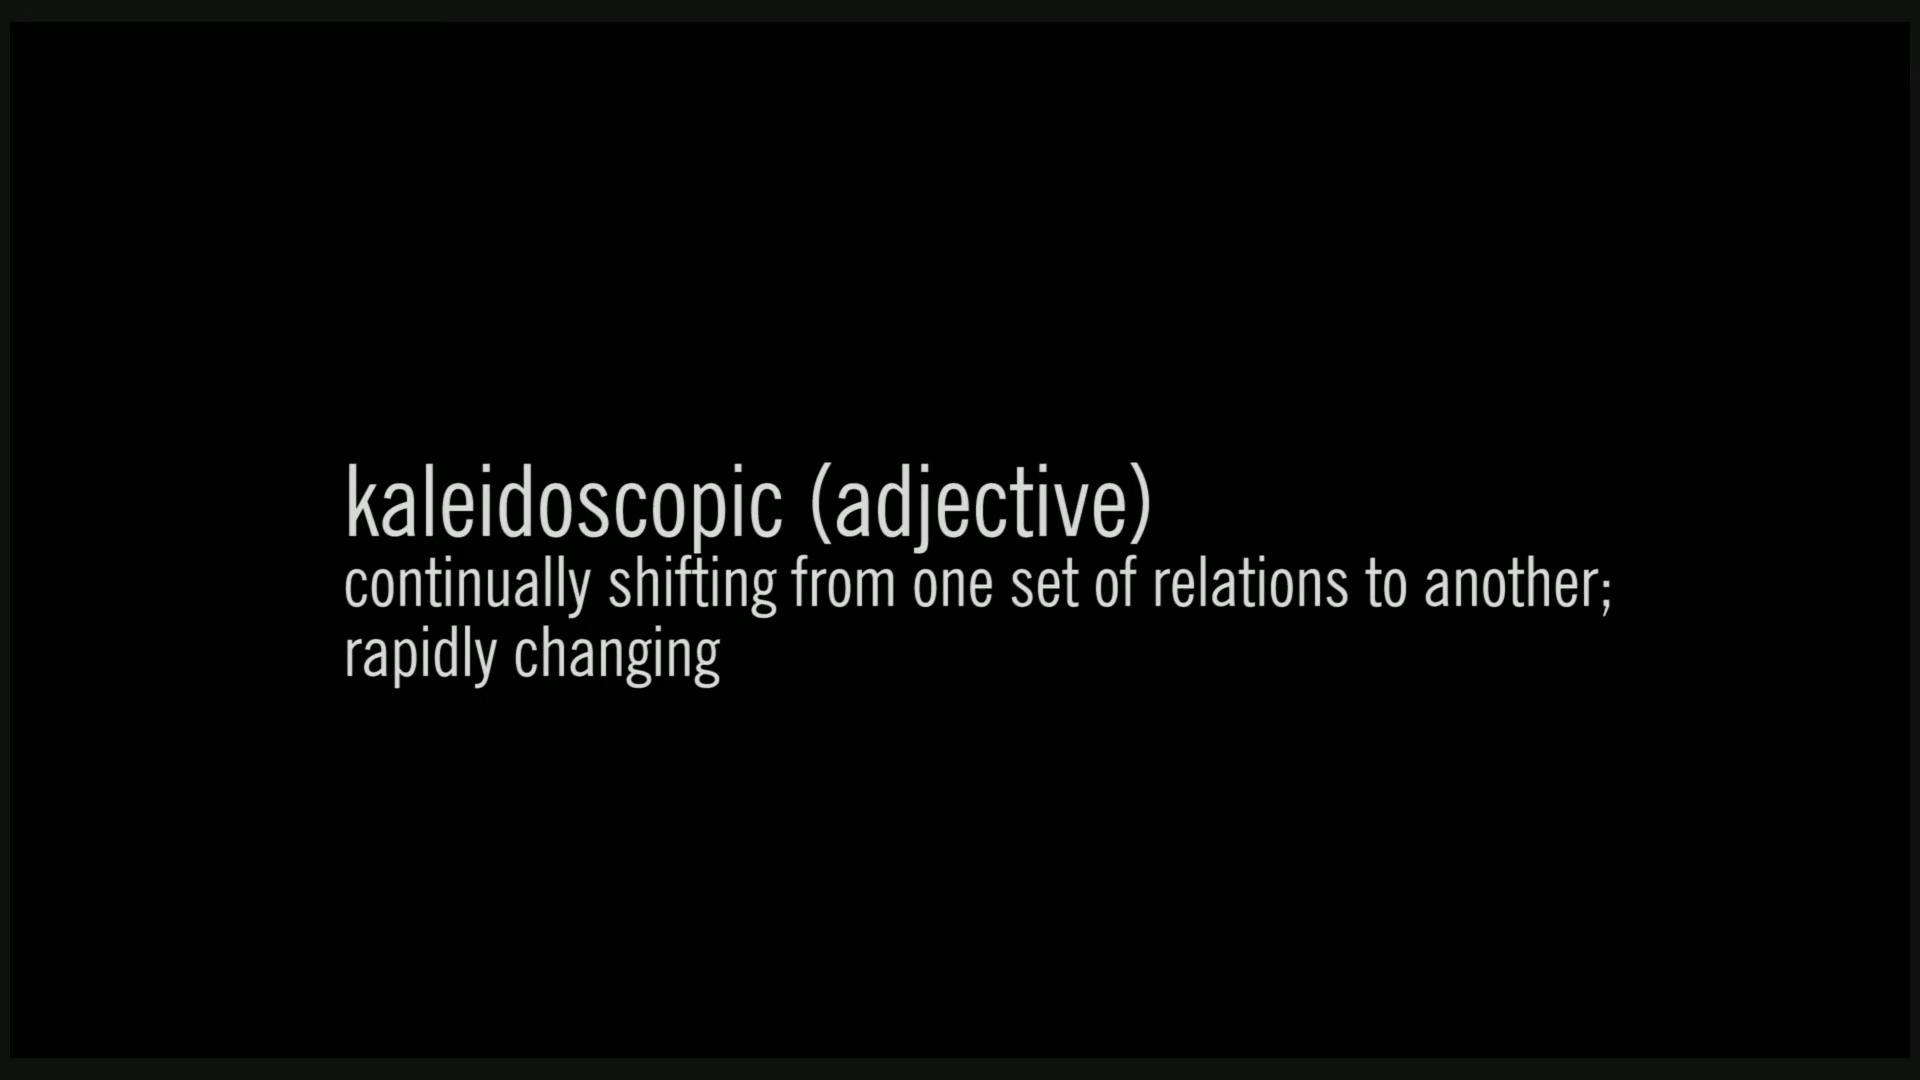 kaleidoscopic (adjective)
continually shifting from one set of relations to another;
rapidly changing